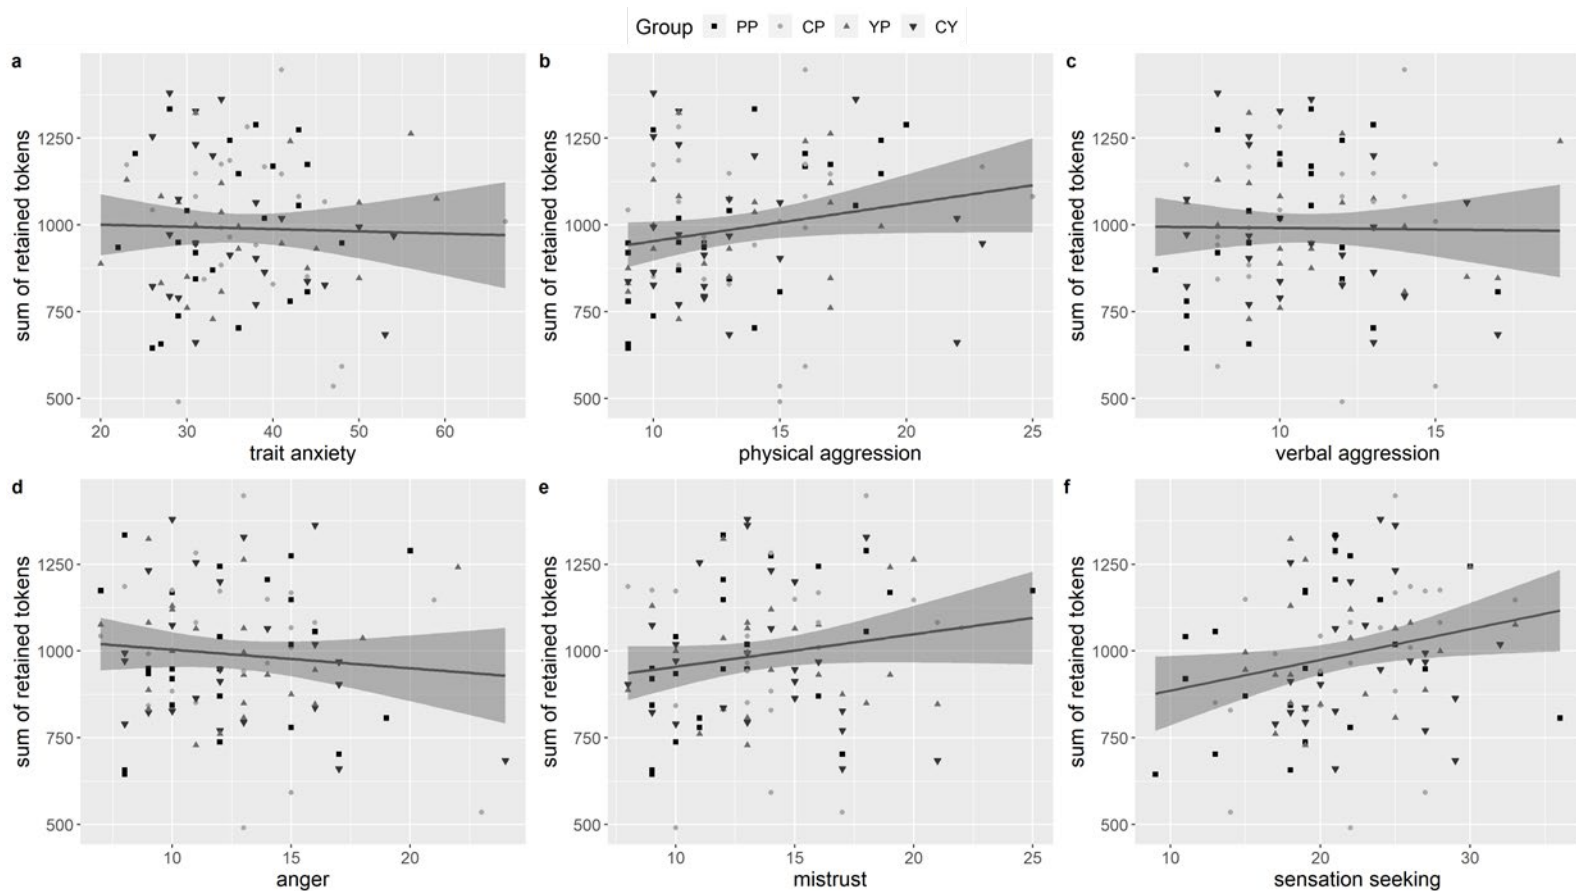 Group PP CP YP CY
a
b
c
sum of retained tokens
1250
1000
750
500
20 30 40 50 60
trait anxiety
sum of retained tokens
1250
1000
750
500
10 15 20 25
physical aggression
sum of retained tokens
1250
1000
750
500
10 15
verbal aggression
d
e
f
sum of retained tokens
1250
1000
750
500
10 15 20
anger
sum of retained tokens
1250
1000
750
500
10 15 20 25
mistrust
sum of retained tokens
1250
1000
750
500
10 20 30
sensation seeking